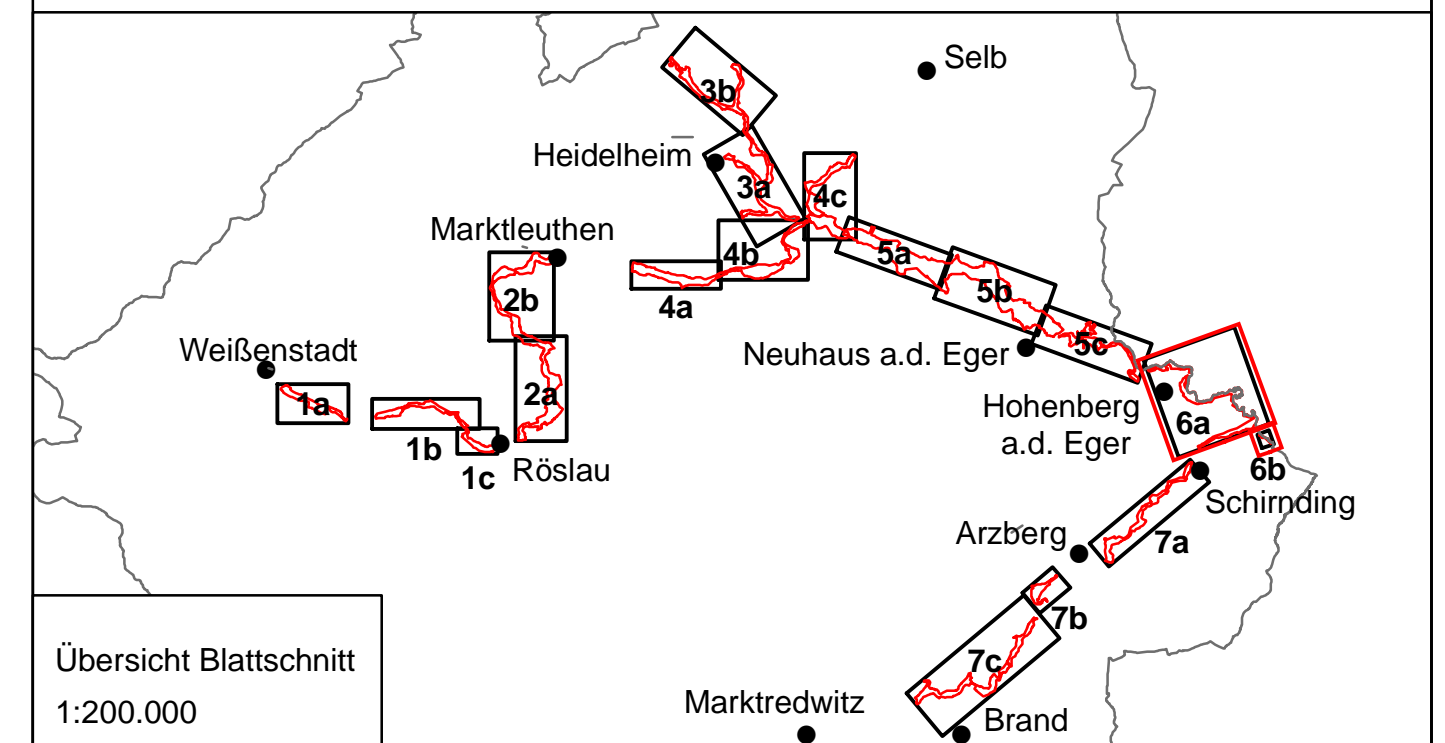 Selb
3b
Heidelheim
3a
4c
Marktleuthen
4b
5a
2b
4a
5b
Weißenstadt
Neuhaus a.d. Eger
5c
1a
2a
Hohenberg
a.d. Eger
6a
1b
1c
Röslau
6b
Schirnding
Arzberg
7a
7b
Übersicht Blattschnitt
7c
1:200.000
Marktredwitz
Brand